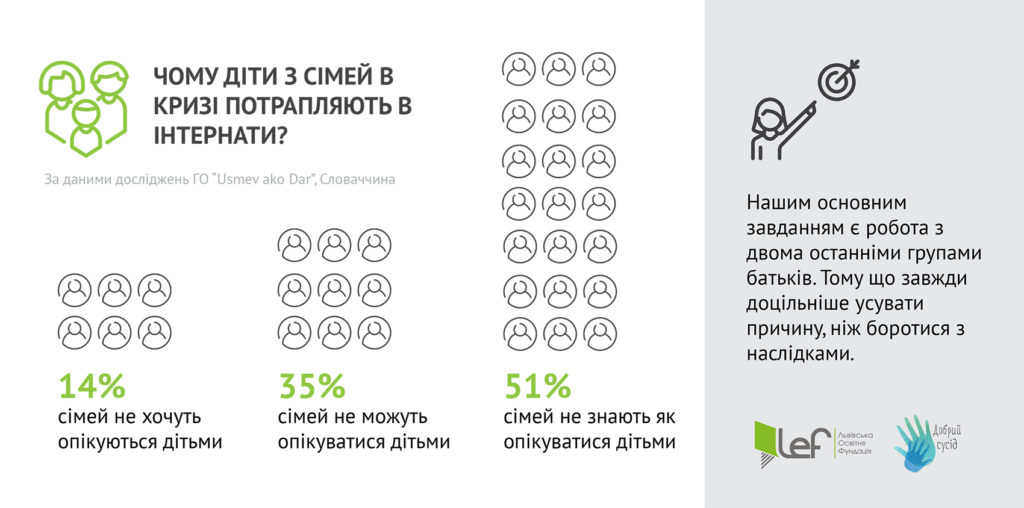 ЧОМУ ДІТИ З СІМЕЙ В
КРИЗІ ПОТРАПЛЯЮТЬ В
ІНТЕРНАТИ?
За даними досліджень ГО “Usmev ako Dar”, Словаччина
14%
сімей не хочуть
опікуються дітьми
35%
сімей не можуть
опікуватися дітьми
51%
сімей не знають як
опікуватися дітьми
Нашим основним
завданням є робота з
двома останніми групами
батьків. Тому що завжди
доцільніше усувати
причину, ніж боротися з
наслідками.
Lef
Львівська
Освітня
Фундація
Добрий
сусід